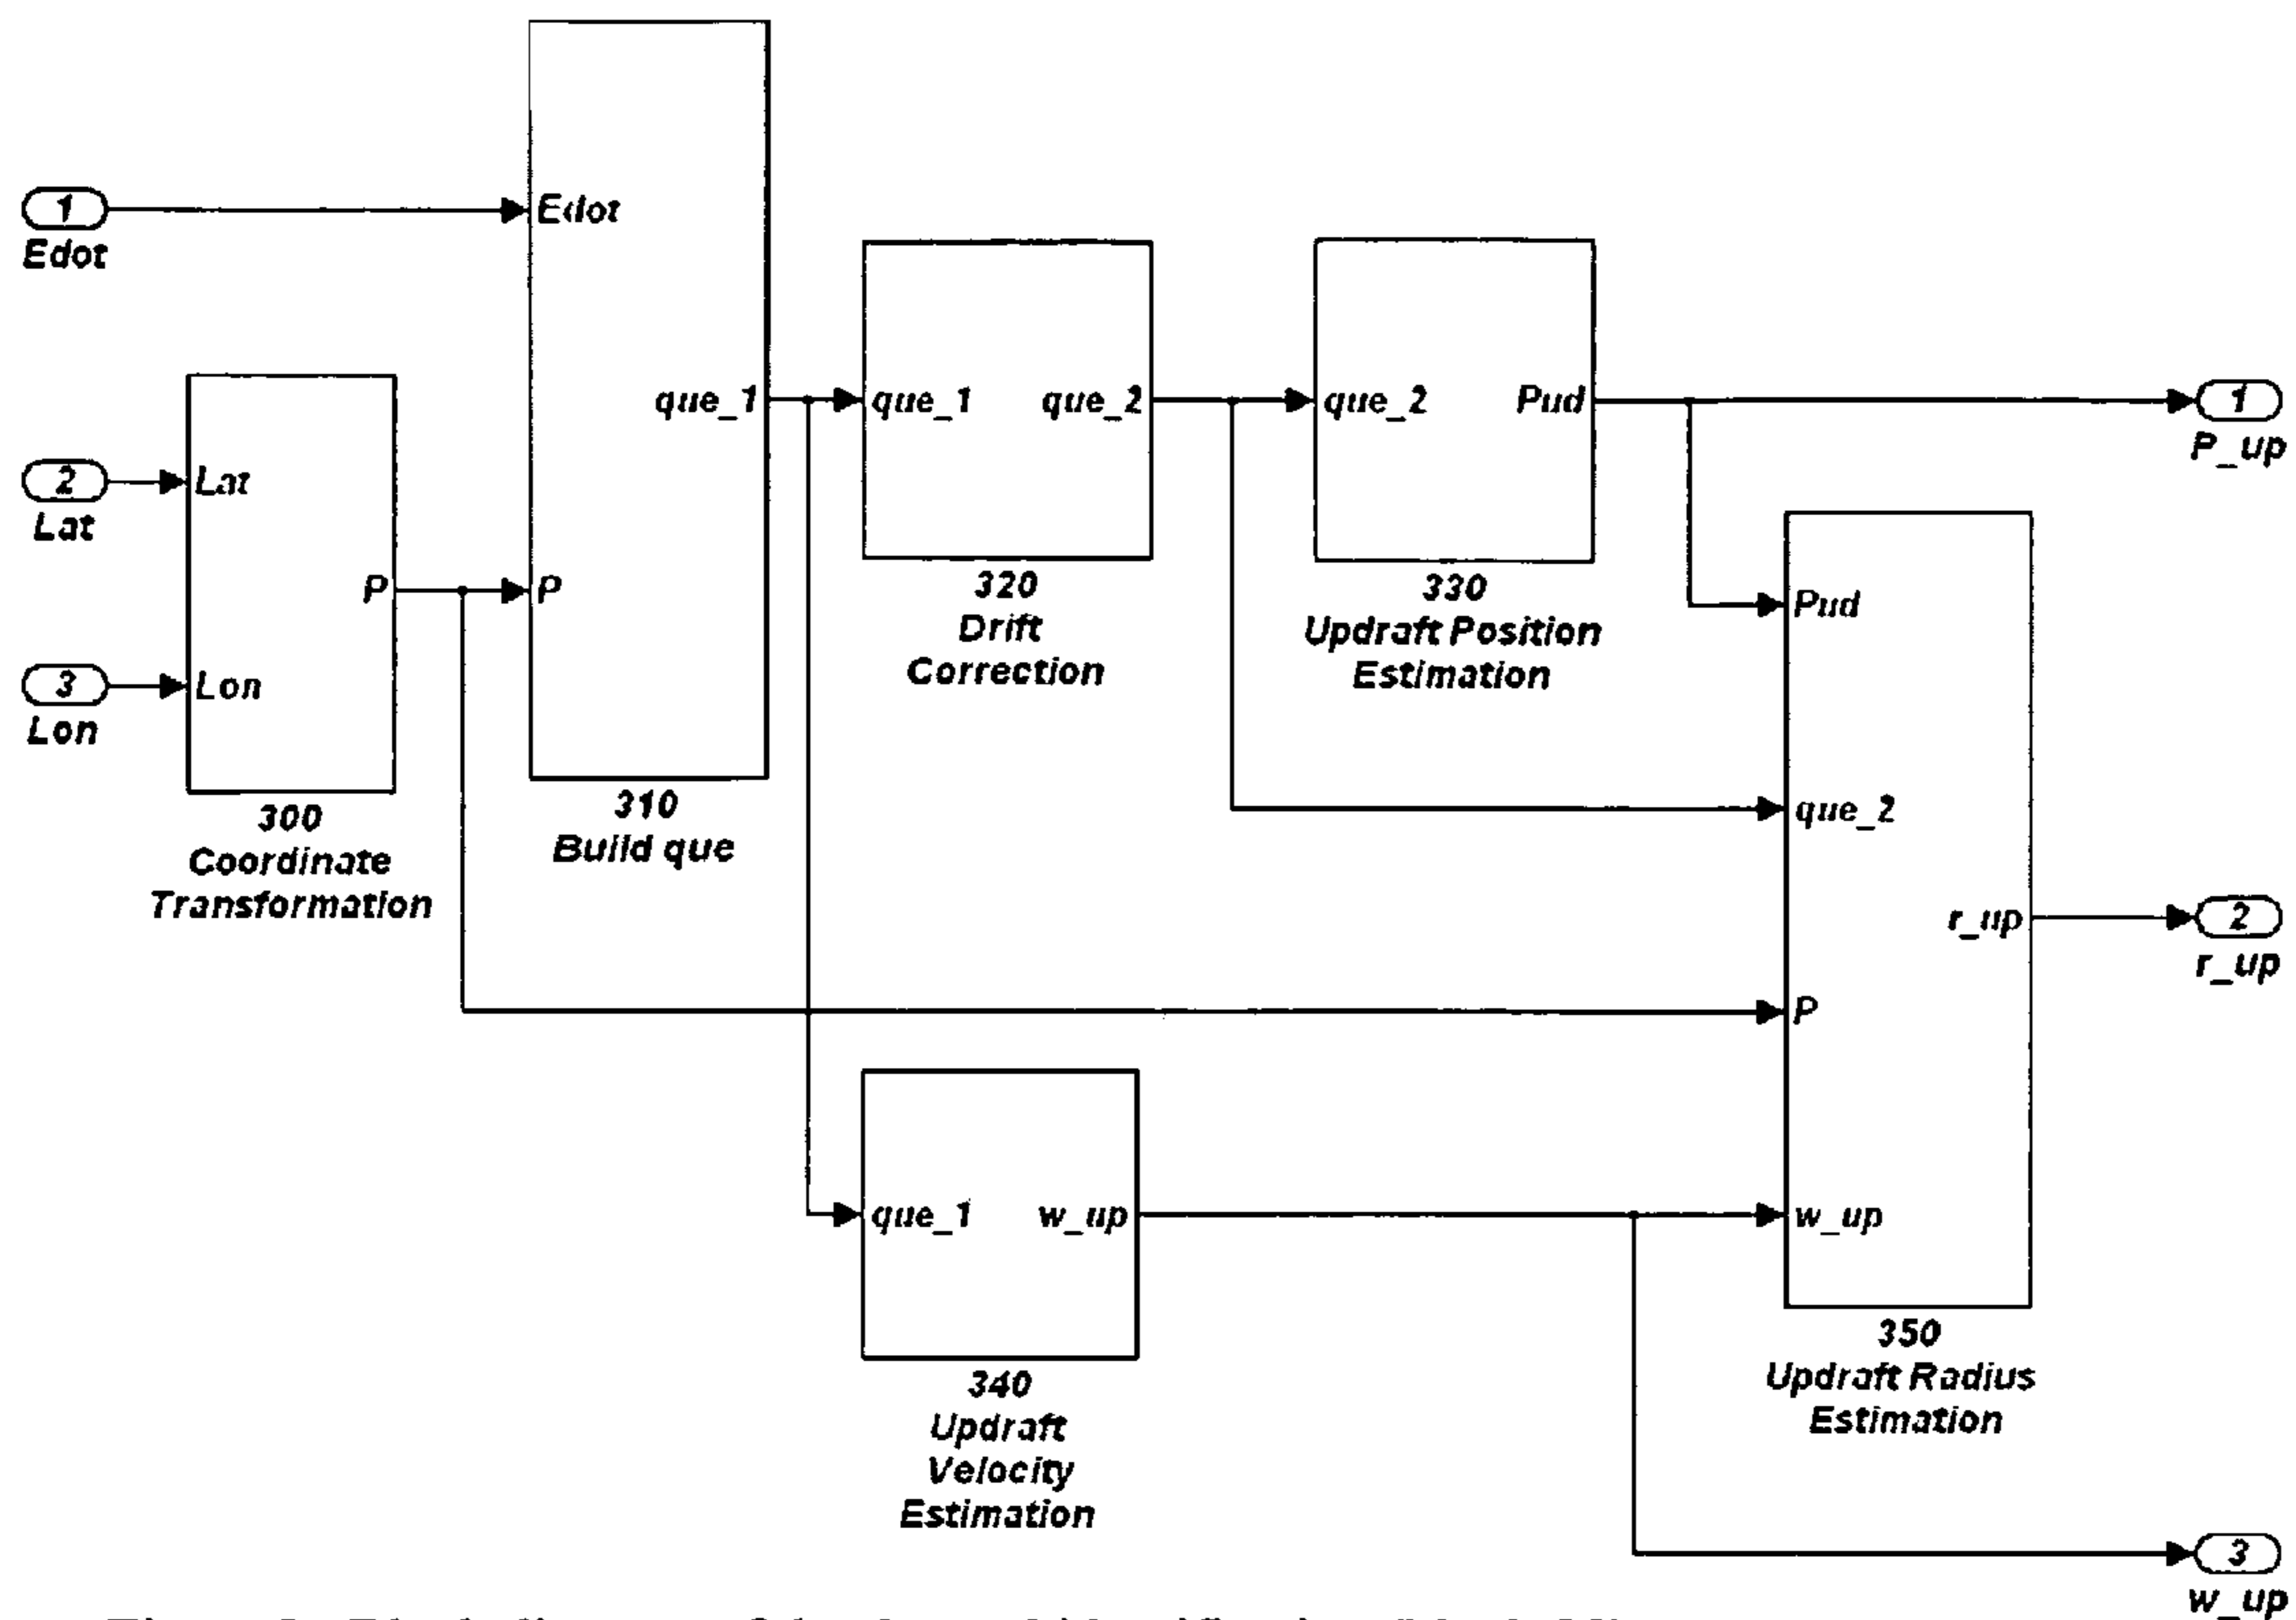 1
Edot
Edot
que_1
que_1
que_2
que_2
Pud
1
P_up
2
Lat
Lat
P
P
3
Lon
Lon
300
Coordinate
Transformation
310
Build que
320
Drift
Correction
330
Updraft Position
Estimation
Pud
que_2
P
w_up
r_up
2
r_up
que_1
w_up
340
Updraft
Velocity
Estimation
350
Updraft Radius
Estimation
3
w_up